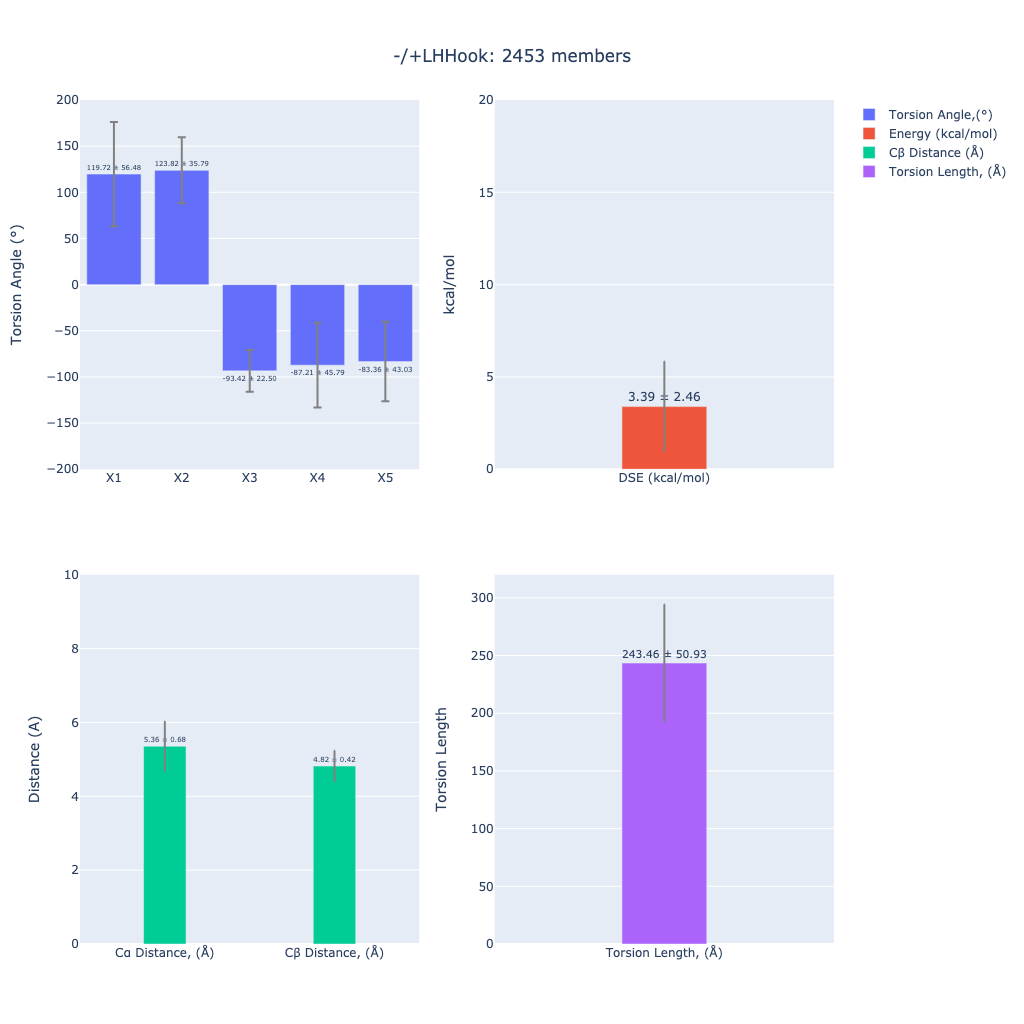 -/+LHHook: 2453 members
Torsion Angle (°)
200
150
100
50
0
−50
−100
−150
−200
119.72 ± 56.48
123.82 ± 35.79
-93.42 ± 22.50
-87.21 ± 45.79
-83.36 ± 43.03
X1 X2 X3 X4 X5
kcal/mol
20
15
10
5
0
3.39 ± 2.46
DSE (kcal/mol)
Torsion Angle,(°)
Energy (kcal/mol)
Cβ Distance (Å)
Torsion Length, (Å)
Distance (A)
10
8
6
4
2
0
5.36 ± 0.68
4.82 ± 0.42
Cα Distance, (Å) Cβ Distance, (Å)
Torsion Length
300
250
200
150
100
50
0
243.46 ± 50.93
Torsion Length, (Å)